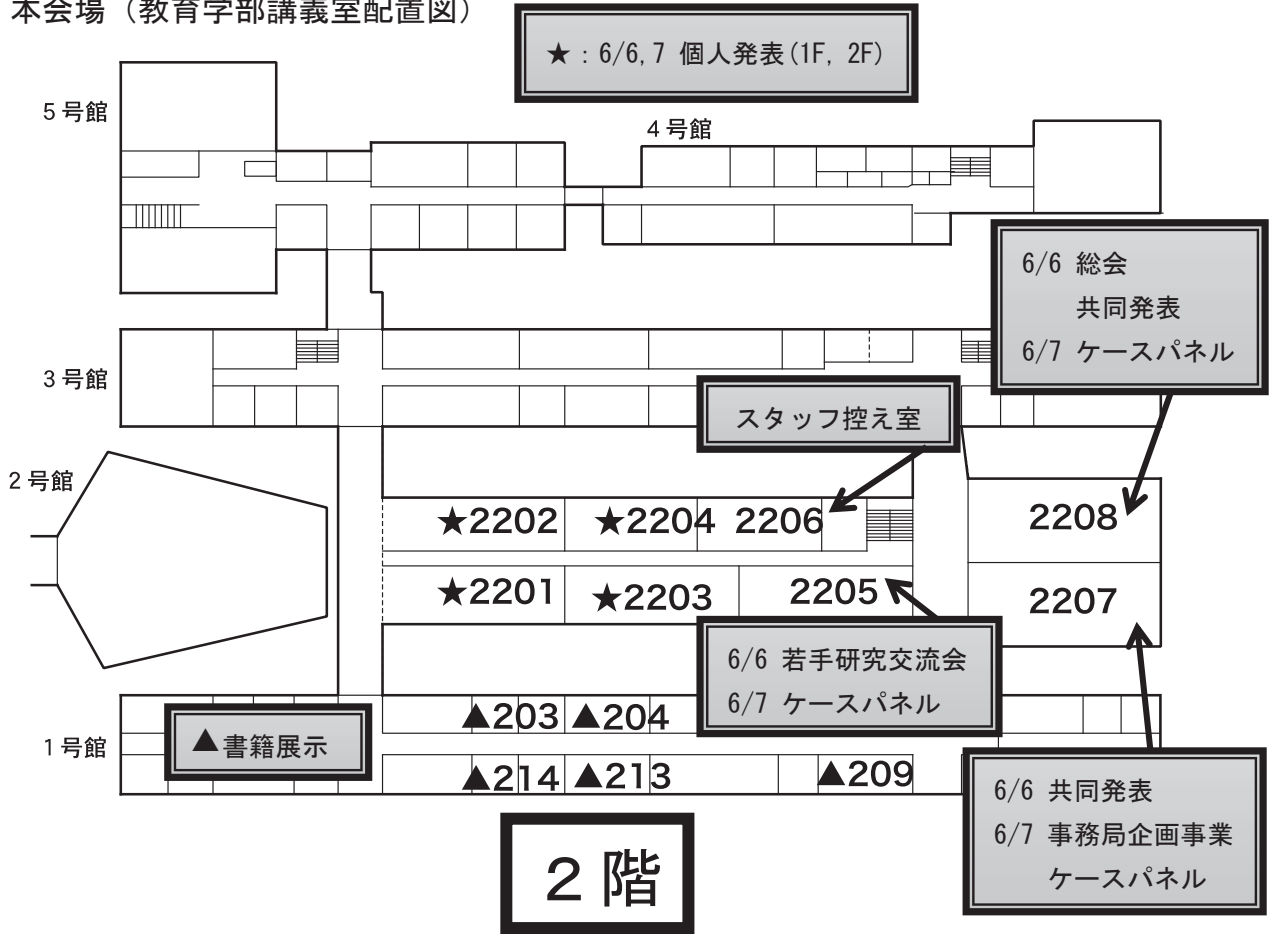 本会場（教育学部講義室配置図）
★：6/6, 7 個人発表(1F, 2F)
5号館
4号館
6/6 総会
共同発表
6/7 ケースパネル
3号館
スタッフ控え室
2号館
★2202 ★2204 2206
2208
★2201 ★2203 2205
2207
6/6 若手研究交流会
6/7 ケースパネル
▲203 ▲204
▲書籍展示
1号館
▲214 ▲213 ▲209
6/6 共同発表
6/7 事務局企画事業
ケースパネル
2階